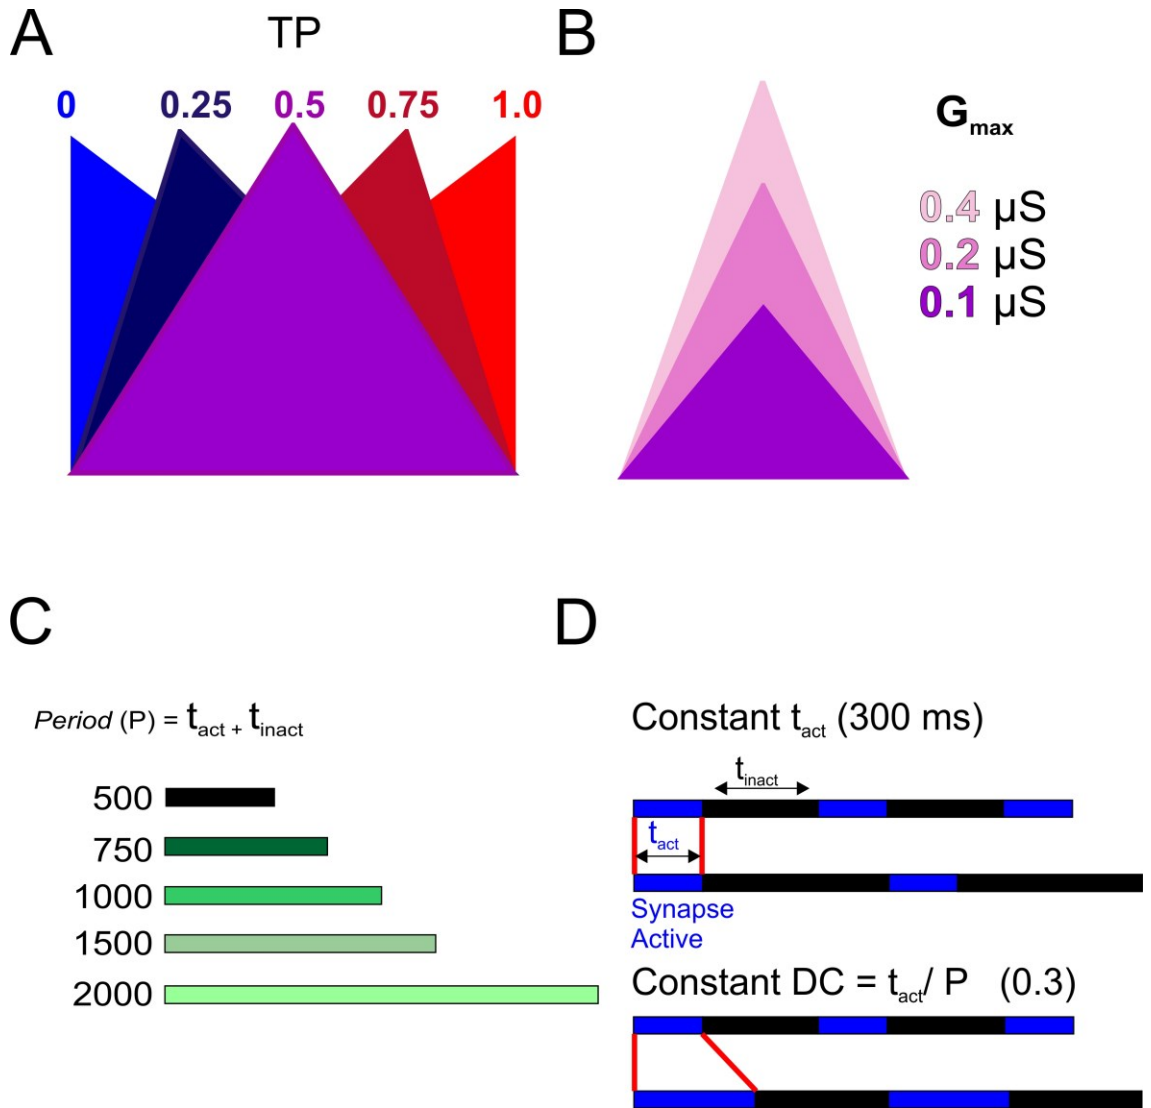 A
TP
0 0.25 0.5 0.75 1.0
B
Gmax
0.4 µS
0.2 µS
0.1 µS
C
Period (P) = tact + tinact
500
750
1000
1500
2000
D
Constant tact (300 ms)
tinact
tact
Synapse
Active
Constant DC = tact/ P (0.3)